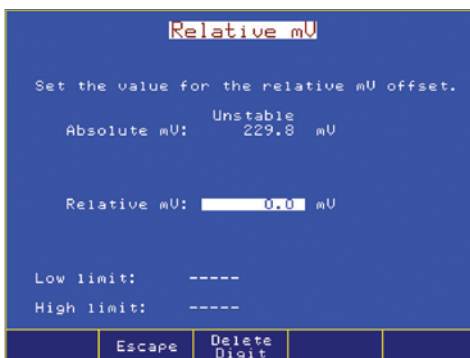 Relative mV
Set the value for the relative mV offset.
Unstable
Absolute mV: 229.8 mV
Relative mV: 0.0 mV
Low limit: -----
High limit: -----
Escape
Delete
Digit